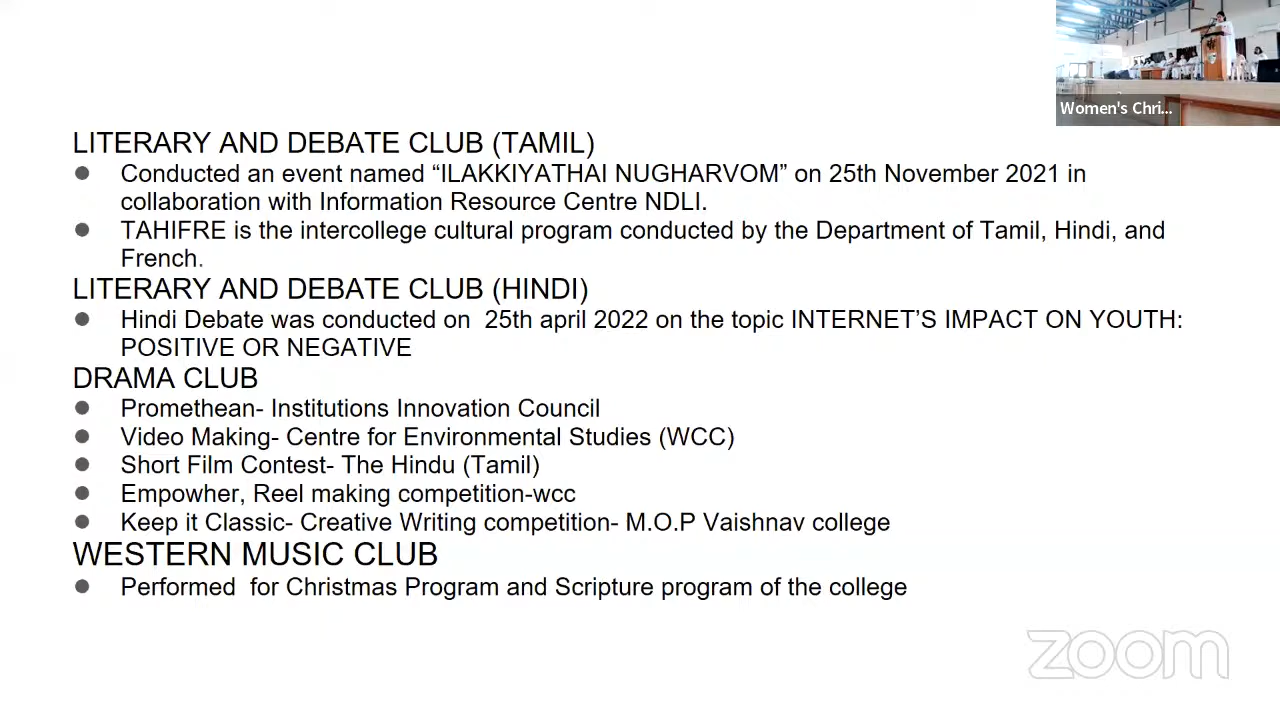 Women's Chri...
LITERARY AND DEBATE CLUB (TAMIL)
● Conducted an event named “ILAKKIYATHAI NUGHARVOM” on 25th November 2021 in
collaboration with Information Resource Centre NDLI.
● TAHIFRE is the intercollege cultural program conducted by the Department of Tamil, Hindi, and
French.
LITERARY AND DEBATE CLUB (HINDI)
● Hindi Debate was conducted on  25th april 2022 on the topic INTERNET’S IMPACT ON YOUTH:
POSITIVE OR NEGATIVE
DRAMA CLUB
● Promethean- Institutions Innovation Council
● Video Making- Centre for Environmental Studies (WCC)
● Short Film Contest- The Hindu (Tamil)
● Empowher, Reel making competition-wcc
● Keep it Classic- Creative Writing competition- M.O.P Vaishnav college
WESTERN MUSIC CLUB
● Performed  for Christmas Program and Scripture program of the college
zoom